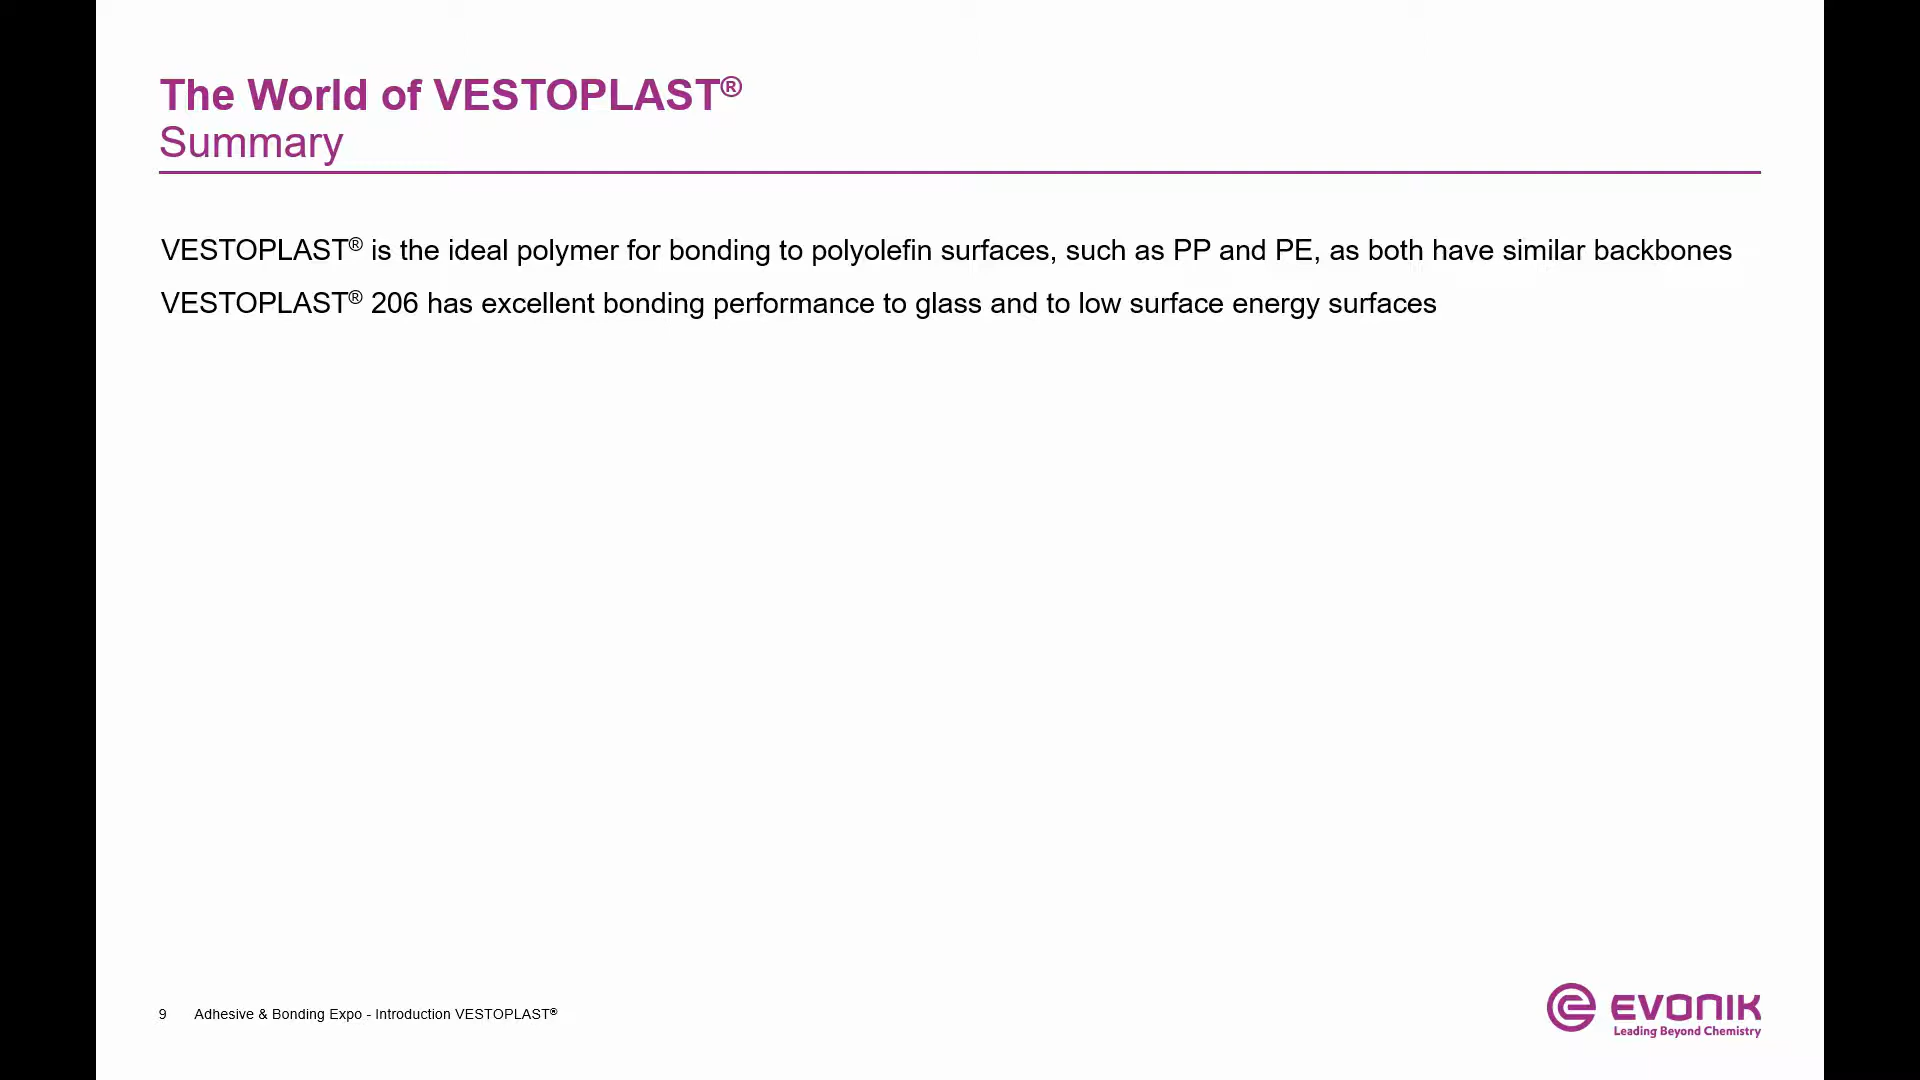 The World of VESTOPLAST®
Summary
VESTOPLAST® is the ideal polymer for bonding to polyolefin surfaces, such as PP and PE, as both have similar backbones
VESTOPLAST® 206 has excellent bonding performance to glass and to low surface energy surfaces
9 Adhesive & Bonding Expo - Introduction VESTOPLAST®
EVONIK
Leading Beyond Chemistry